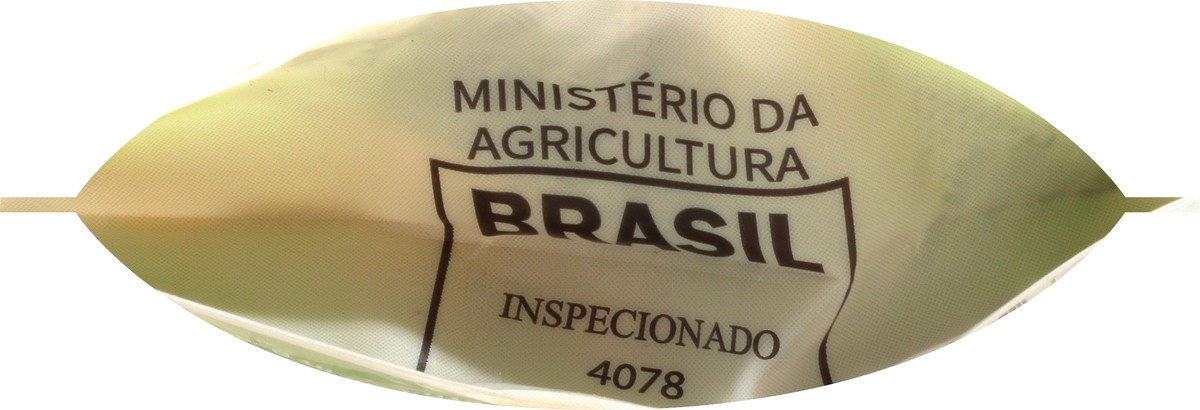 MINISTÉRIO DA
AGRICULTURA
BRASIL
INSPECIONADO
4078